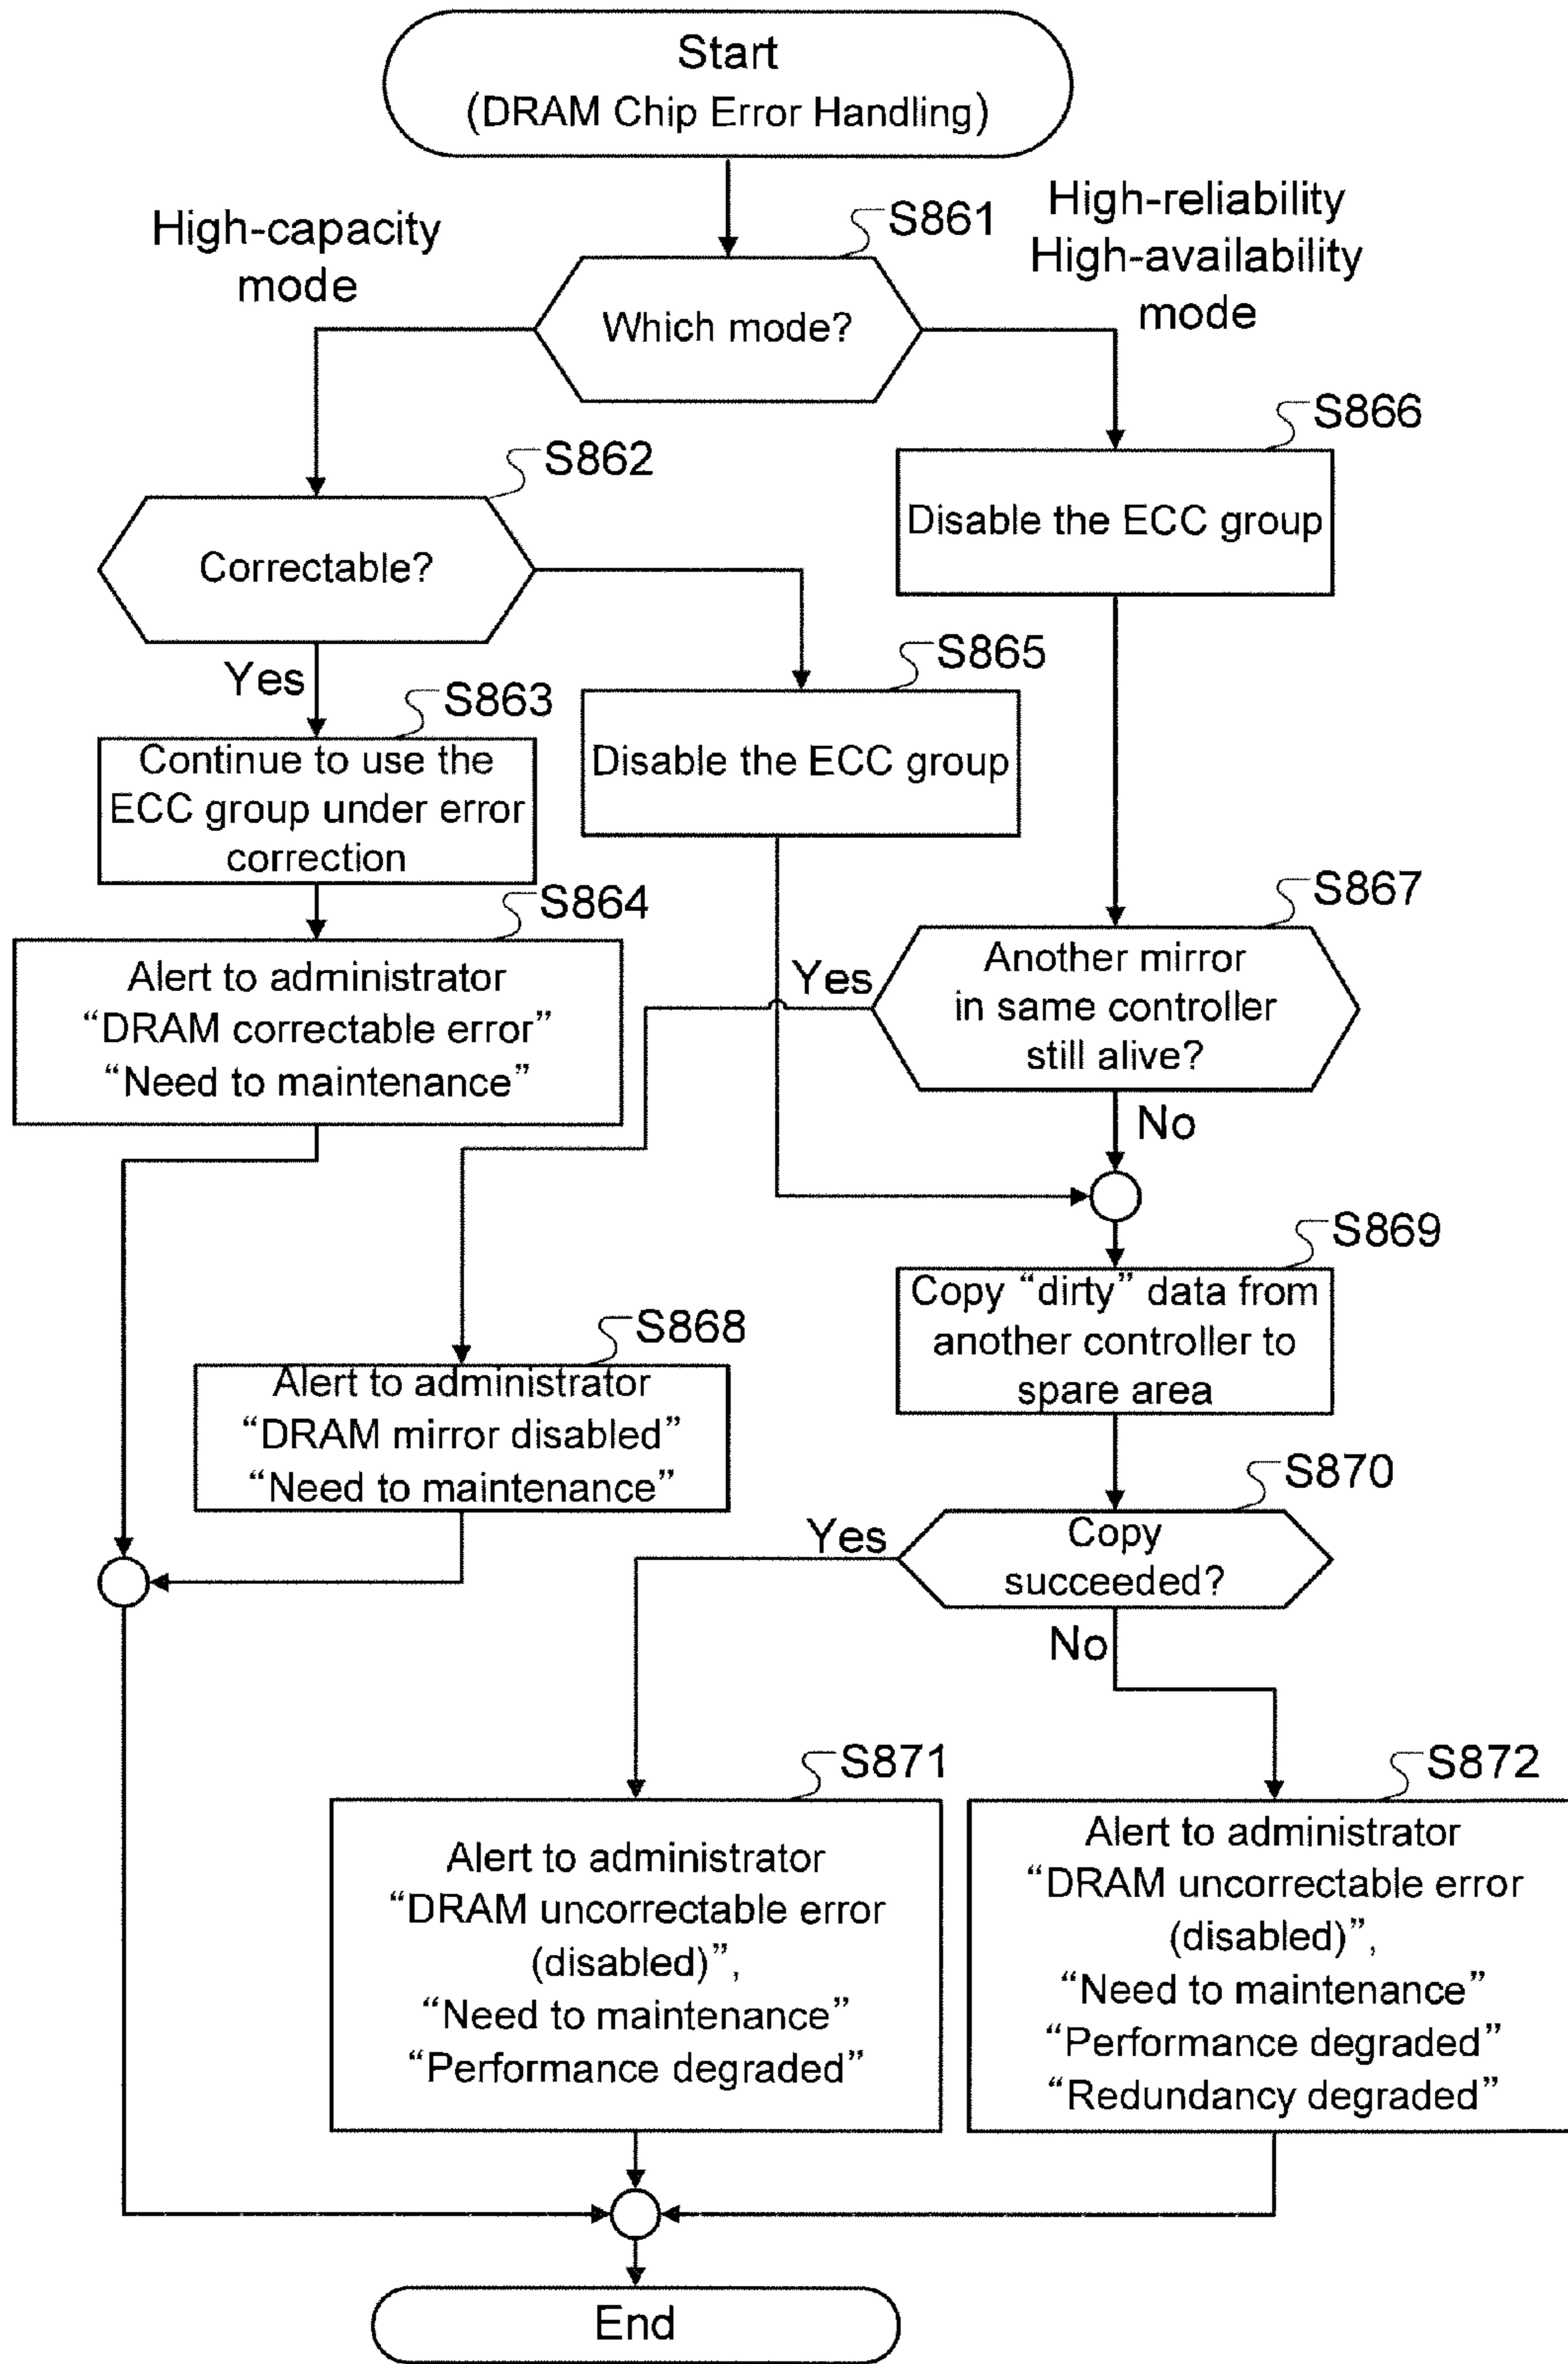 Start
(DRAM Chip Error Handling)
High-capacity
mode
S861
High-reliability
High-availability
mode
Which mode?
S862
S866
Correctable?
Disable the ECC group
Yes
S863
S865
Continue to use the
ECC group under error
correction
Disable the ECC group
S864
S867
Alert to administrator
“DRAM correctable error”
“Need to maintenance”
Yes
Another mirror
in same controller
still alive?
No
S869
Copy “dirty” data from
another controller to
spare area
S868
Alert to administrator
“DRAM mirror disabled”
“Need to maintenance”
S870
Yes
Copy
succeeded?
No
S871
S872
Alert to administrator
“DRAM uncorrectable error
(disabled)”,
“Need to maintenance”
“Performance degraded”
Alert to administrator
“DRAM uncorrectable error
(disabled)”,
“Need to maintenance”
“Performance degraded”
“Redundancy degraded”
End